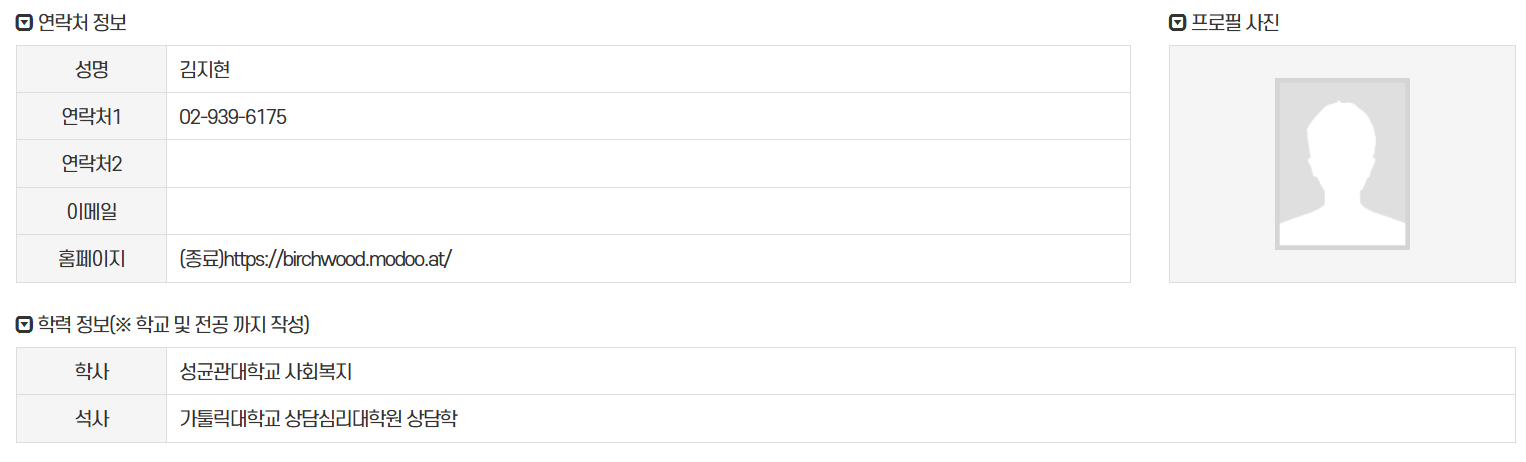 연락처 정보
프로필 사진
성명 김지현
연락처1 02-939-6175
연락처2
이메일
홈페이지 (종료)https://birchwood.modoo.at/
학력 정보(※ 학교 및 전공 까지 작성)
학사 성균관대학교 사회복지
석사 가톨릭대학교 상담심리대학원 상담학